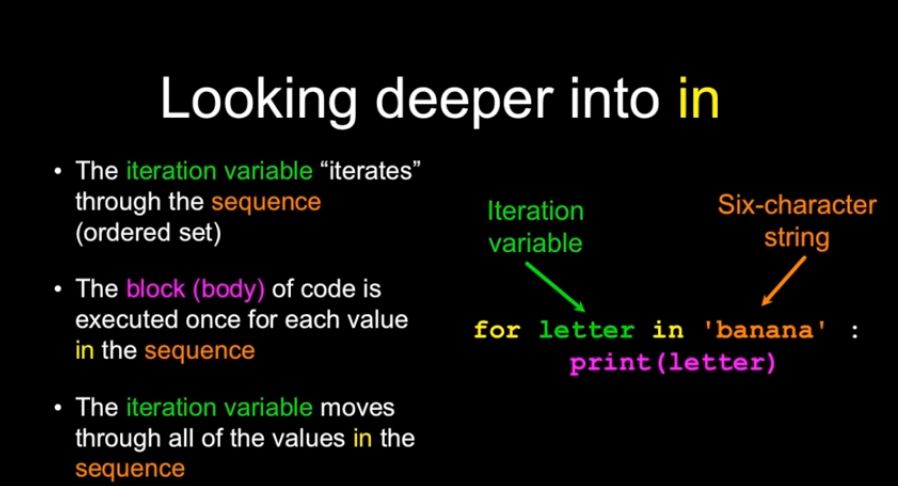 Looking deeper into in
• The iteration variable “iterates”
through the sequence
(ordered set)
• The block (body) of code is
executed once for each value
in the sequence
• The iteration variable moves
through all of the values in the
sequence
Iteration
variable
Six-character
string
for letter in 'banana' :
print(letter)